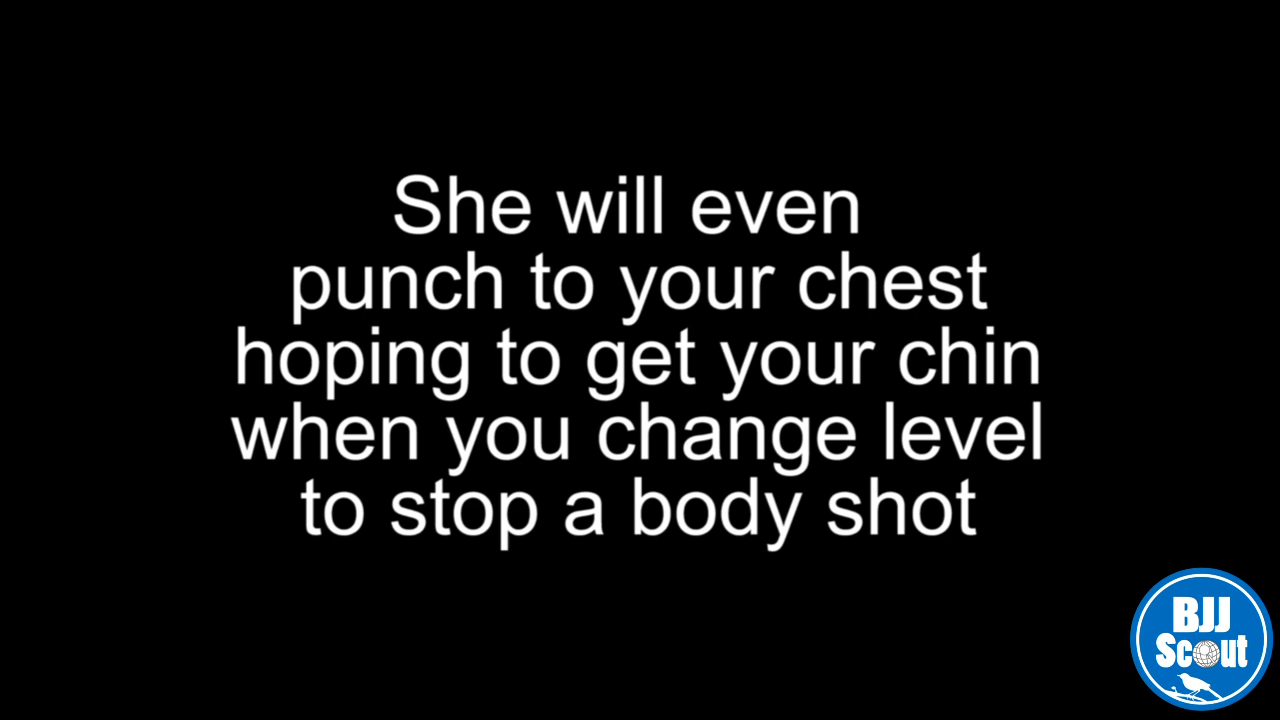 She will even
punch to your chest
hoping to get your chin
when you change level
to stop a body shot
BJJ
Scout